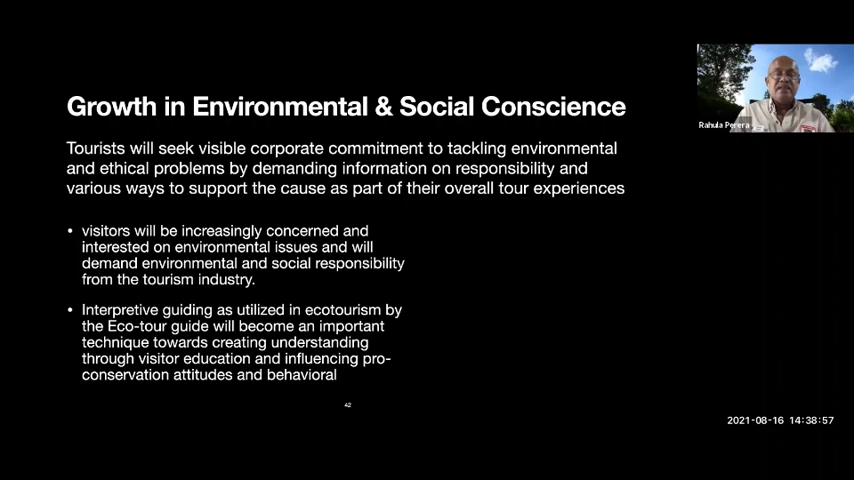 Growth in Environmental & Social Conscience
Tourists will seek visible corporate commitment to tackling environmental
and ethical problems by demanding information on responsibility and
various ways to support the cause as part of their overall tour experiences
• visitors will be increasingly concerned and
interested on environmental issues and will
demand environmental and social responsibility
from the tourism industry.
• Interpretive guiding as utilized in ecotourism by
the Eco-tour guide will become an important
technique towards creating understanding
through visitor education and influencing pro-
conservation attitudes and behavioral
42
Rahula Perera
2021-08-16 14:38:57